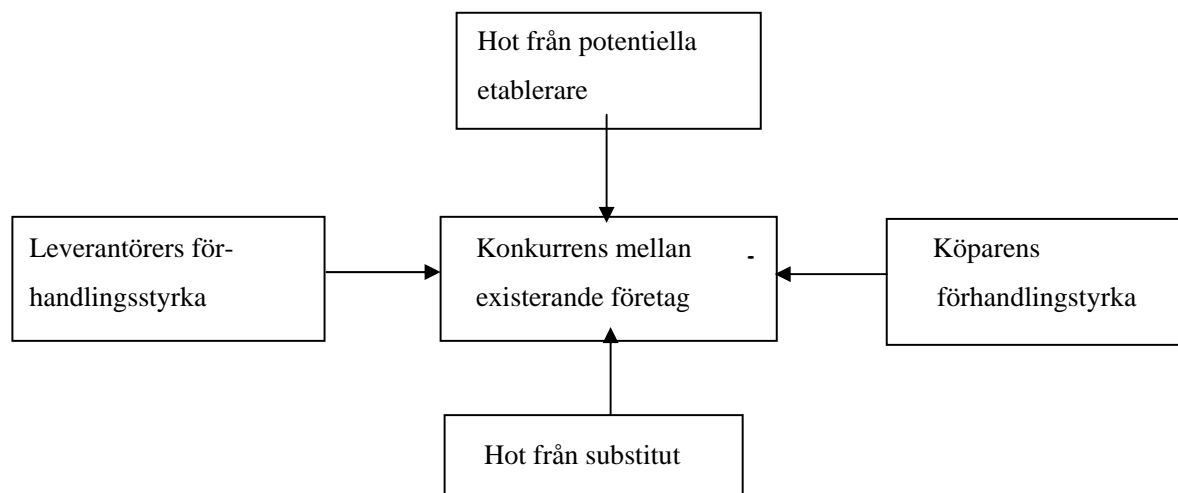 Hot från potentiella
etablerare
Leverantörers för-
handlingsstyrka
Konkurrens mellan -
existerande företag
Köparens
förhandlingstyrka
Hot från substitut